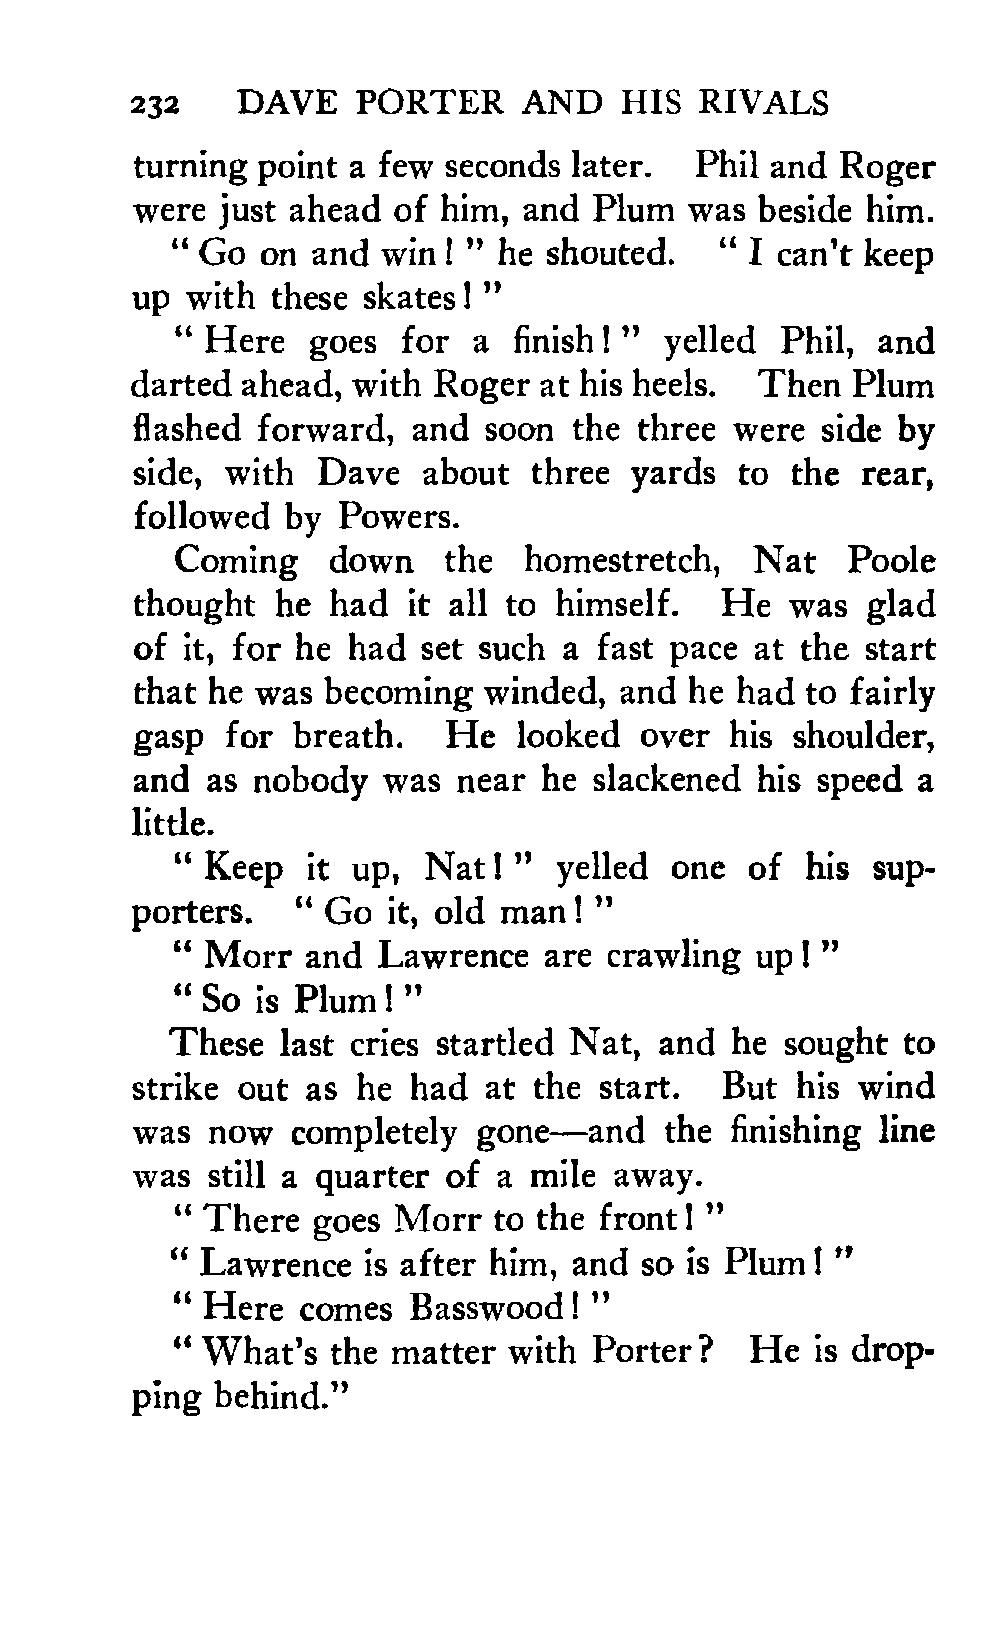 232 DAVE PORTER AND HIS RIVALS
turning point a few seconds later. Phil and Roger
were just ahead of him, and Plum was beside him.
" Go on and win! " he shouted. " I can't keep
up with these skates! "
" Here goes for a finish! " yelled Phil, and
darted ahead, with Roger at his heels. Then Plum
flashed forward, and soon the three were side by
side, with Dave about three yards to the rear,
followed by Powers.
Coming down the homestretch, Nat Poole
thought he had it all to himself. He was glad
of it, for he had set such a fast pace at the start
that he was becoming winded, and he had to fairly
gasp for breath. He looked over his shoulder,
and as nobody was near he slackened his speed a
little.
" Keep it up, Nat! " yelled one of his sup-
porters. " Go it, old man! "
" Morr and Lawrence are crawling up! "
" So is Plum! "
These last cries startled Nat, and he sought to
strike out as he had at the start. But his wind
was now completely gone—and the finishing line
was still a quarter of a mile away.
" There goes Morr to the front! "
" Lawrence is after him, and so is Plum! "
" Here comes Basswood! "
" What's the matter with Porter? He is drop-
ping behind."